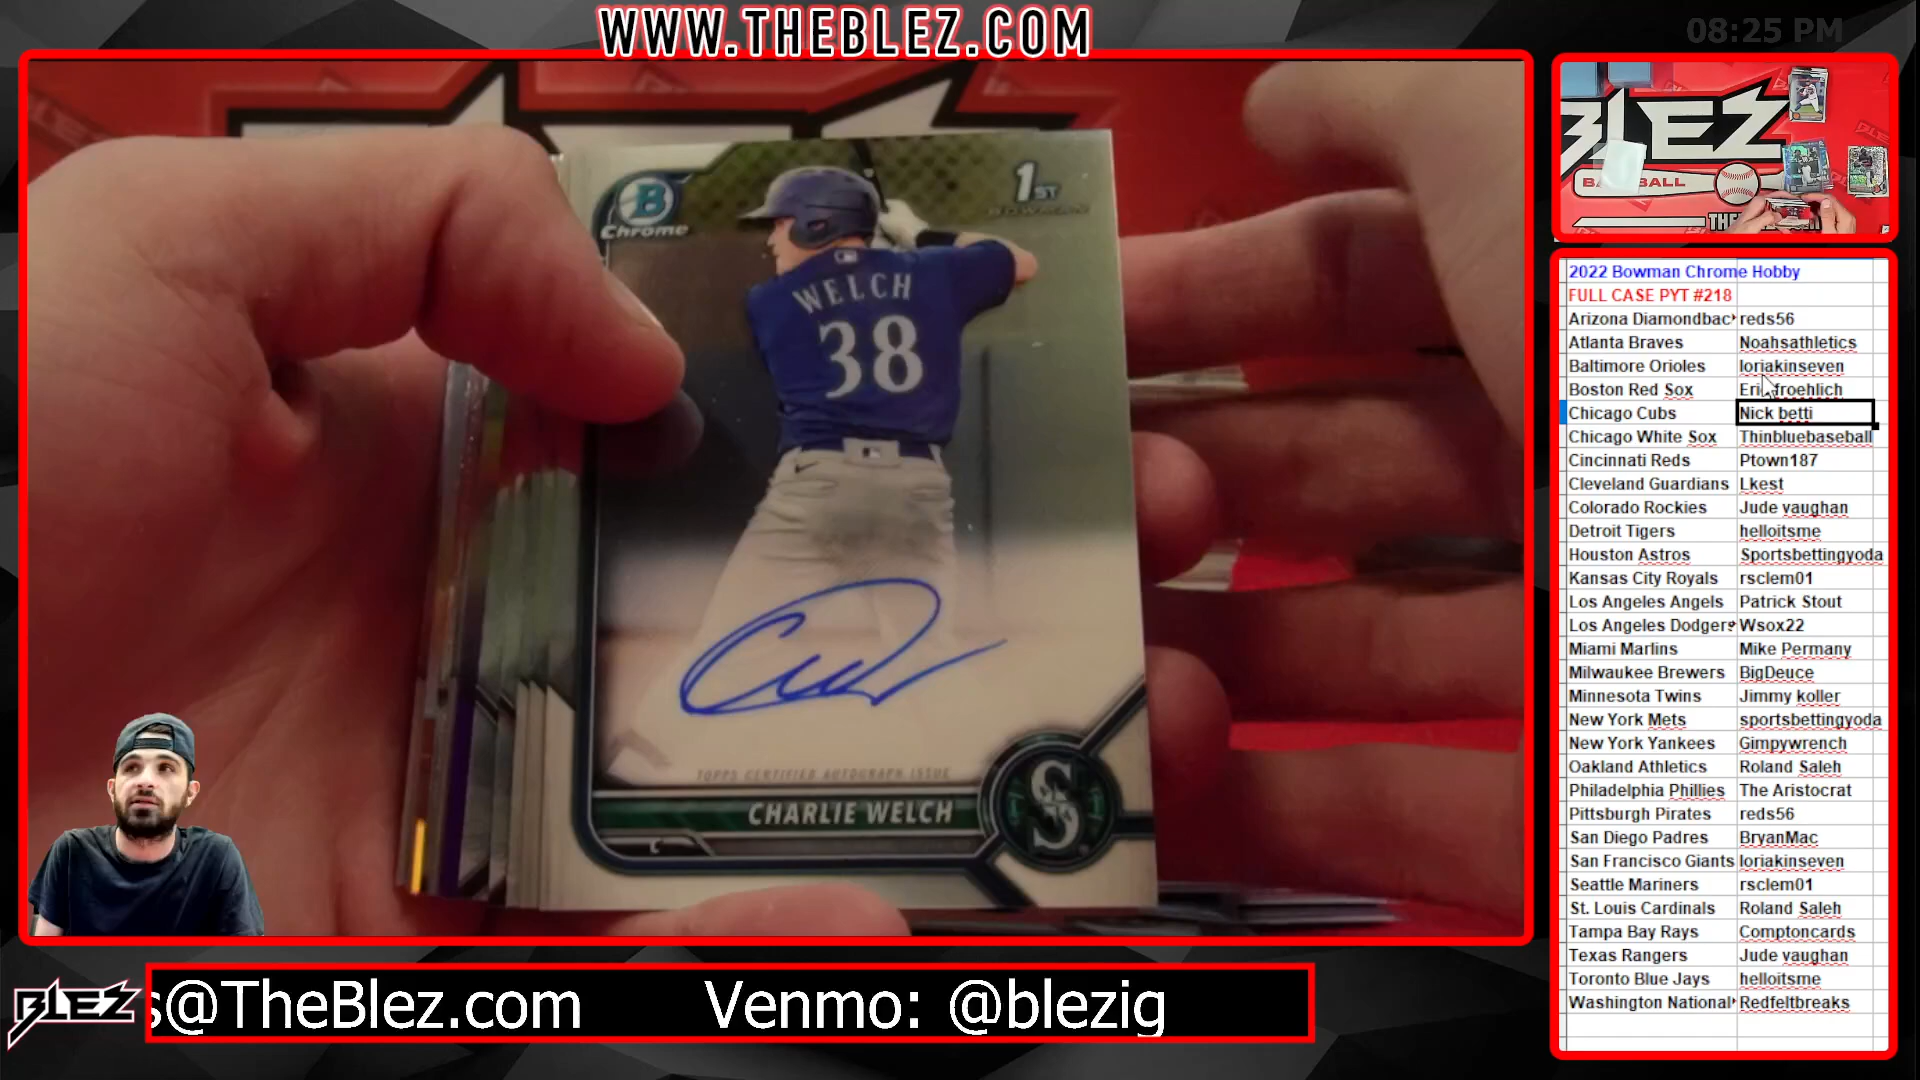 WWW.THEBLEZ.COM
08:25 PM
B
Chrome
1ST
BOWMAN
WELCH
38
TOPPS CERTIFIED AUTOGRAPH ISSUE
CHARLIE WELCH
C
S
BLEZ
BASEBALL
2022 Bowman Chrome Hobby
FULL CASE PYT #218
Arizona Diamondbac reds56
Atlanta Braves Noahsathletics
Baltimore Orioles loriakinseven
Boston Red Sox froehlich
Chicago Cubs Nick betti
Chicago White Sox Thinbluebaseball
Cincinnati Reds Ptown187
Cleveland Guardians Lkest
Colorado Rockies Jude vaughan
Detroit Tigers helloitsme
Houston Astros Sportsbettingyoda
Kansas City Royals rsclem01
Los Angeles Angels Patrick Stout
Los Angeles Dodgers Wsox22
Miami Marlins Mike Permany
Milwaukee Brewers BigDeuce
Minnesota Twins Jimmy koller
New York Mets sportsbettingyoda
New York Yankees Gimpywrench
Oakland Athletics Roland Saleh
Philadelphia Phillies The Aristocrat
Pittsburgh Pirates reds56
San Diego Padres BryanMac
San Francisco Giants loriakinseven
Seattle Mariners rsclem01
St. Louis Cardinals Roland Saleh
Tampa Bay Rays Comptoncards
Texas Rangers Jude vaughan
Toronto Blue Jays helloitsme
Washington National Redfeltbreaks
BLEZ
s@TheBlez.com Venmo: @blezig